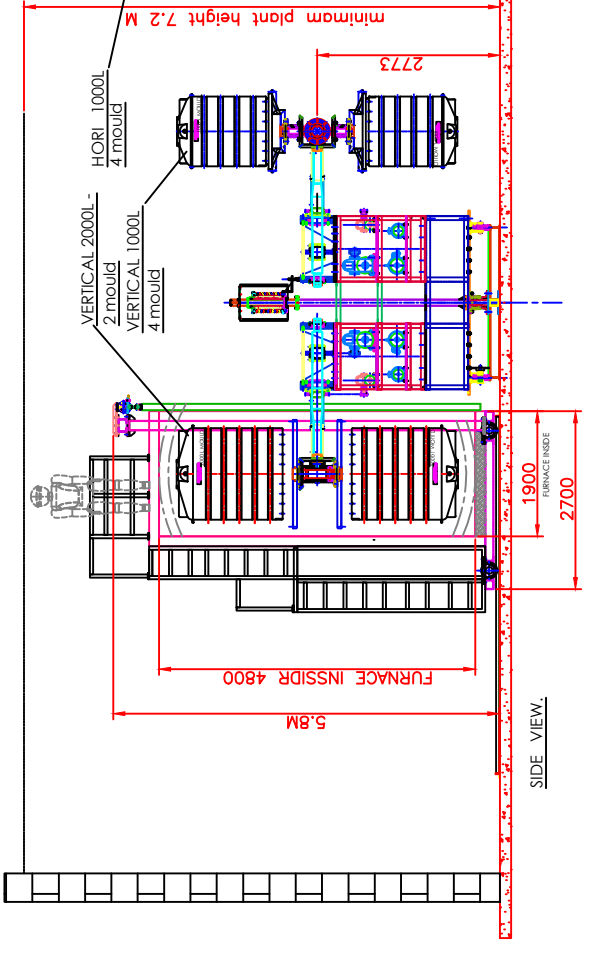 minimam plant height 7.2 M
2773
HORI 1000L
4 mould
VERTICAL 2000L -
2 mould
VERTICAL 1000L
4 mould
1900
FURNACE INSIDE
2700
FURNACE INSSIDR 4800
5.8M
SIDE VIEW.